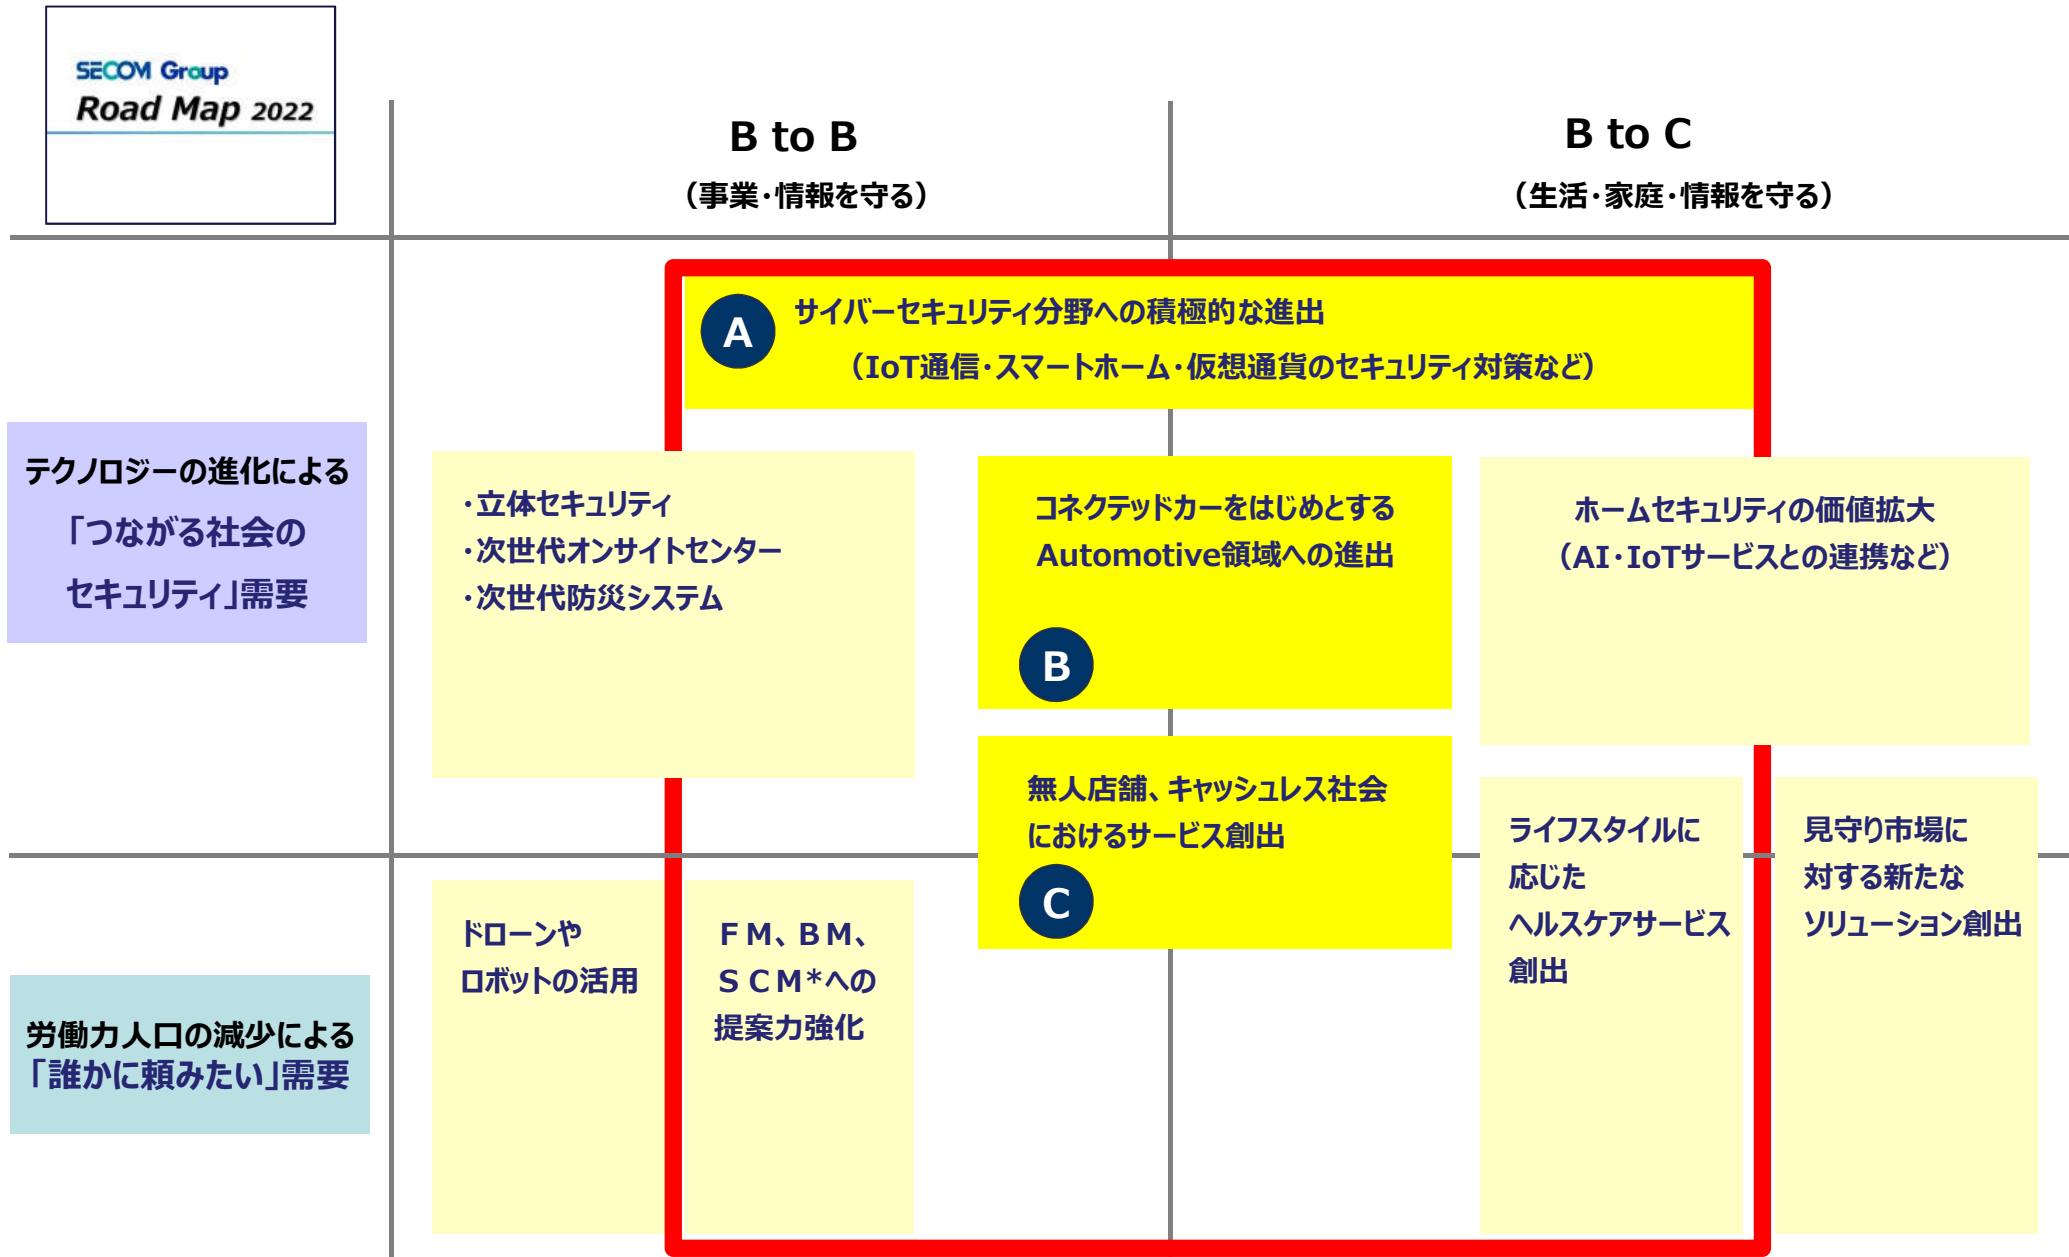 SECOM Group
Road Map 2022
B to B
（事業・情報を守る）
B to C
（生活・家庭・情報を守る）
A
サイバーセキュリティ分野への積極的な進出
（IoT通信・スマートホーム・仮想通貨のセキュリティ対策など）
テクノロジーの進化による
「つながる社会の
セキュリティ」需要
・立体セキュリティ
・次世代オンサイトセンター
・次世代防災システム
コネクテッドカーをはじめとする
Automotive領域への進出
B
ホームセキュリティの価値拡大
（AI・IoTサービスとの連携など）
無人店舗、キャッシュレス社会
におけるサービス創出
C
ライフスタイルに
応じた
ヘルスケアサービス
創出
見守り市場に
対する新たな
ソリューション創出
労働力人口の減少による
「誰かに頼みたい」需要
ドローンや
ロボットの活用
ＦＭ、ＢＭ、
ＳＣＭ*への
提案力強化